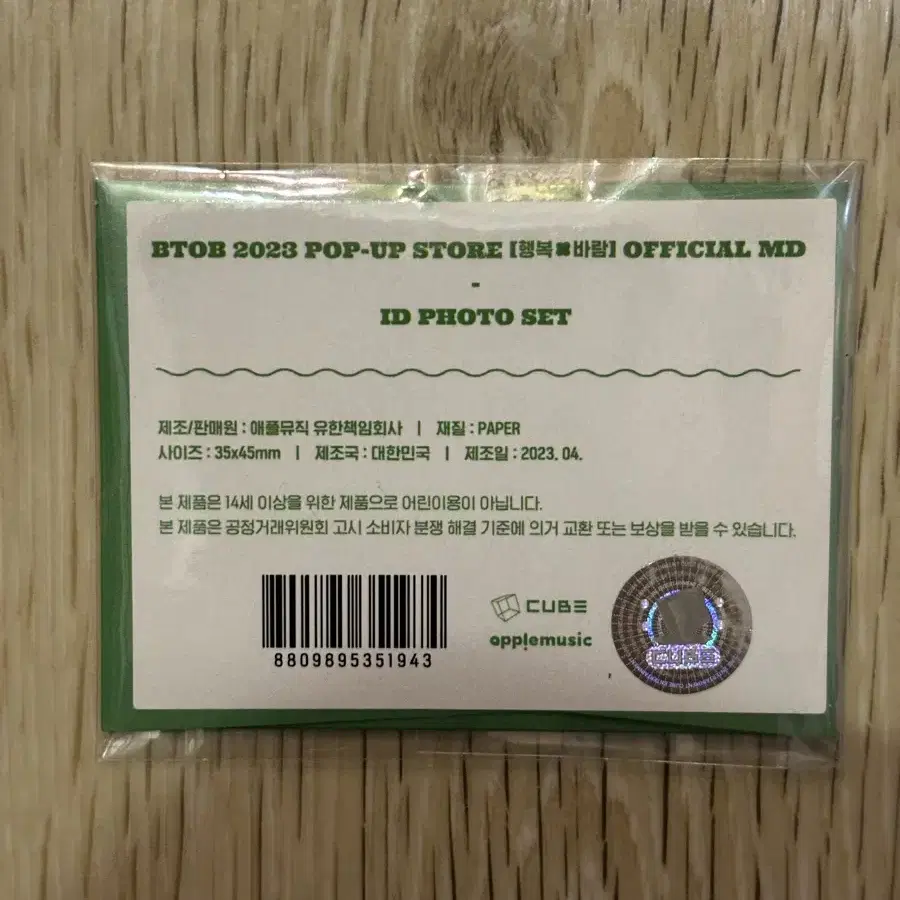 BTOB 2023 POP-UP STORE [행복✖바람] OFFICIAL MD
-
ID PHOTO SET
제조/판매원 : 애플뮤직 유한책임회사 | 재질 : PAPER
사이즈 : 35x45mm | 제조국 : 대한민국 | 제조일 : 2023. 04.
본 제품은 14세 이상을 위한 제품으로 어린이용이 아닙니다.
본 제품은 공정거래위원회 고시 소비자 분쟁 해결 기준에 의거 교환 또는 보상을 받을 수 있습니다.
8809895351943
CUBE
applemusic